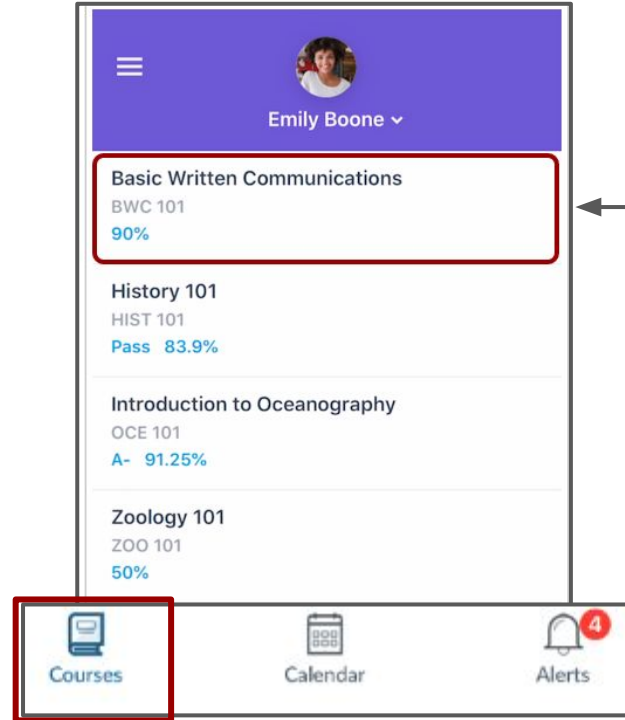 Emily Boone
Basic Written Communications
BWC 101
90%
History 101
HIST 101
Pass 83.9%
Introduction to Oceanography
OCE 101
A- 91.25%
Zoology 101
ZOO 101
50%
4
Courses Calendar Alerts